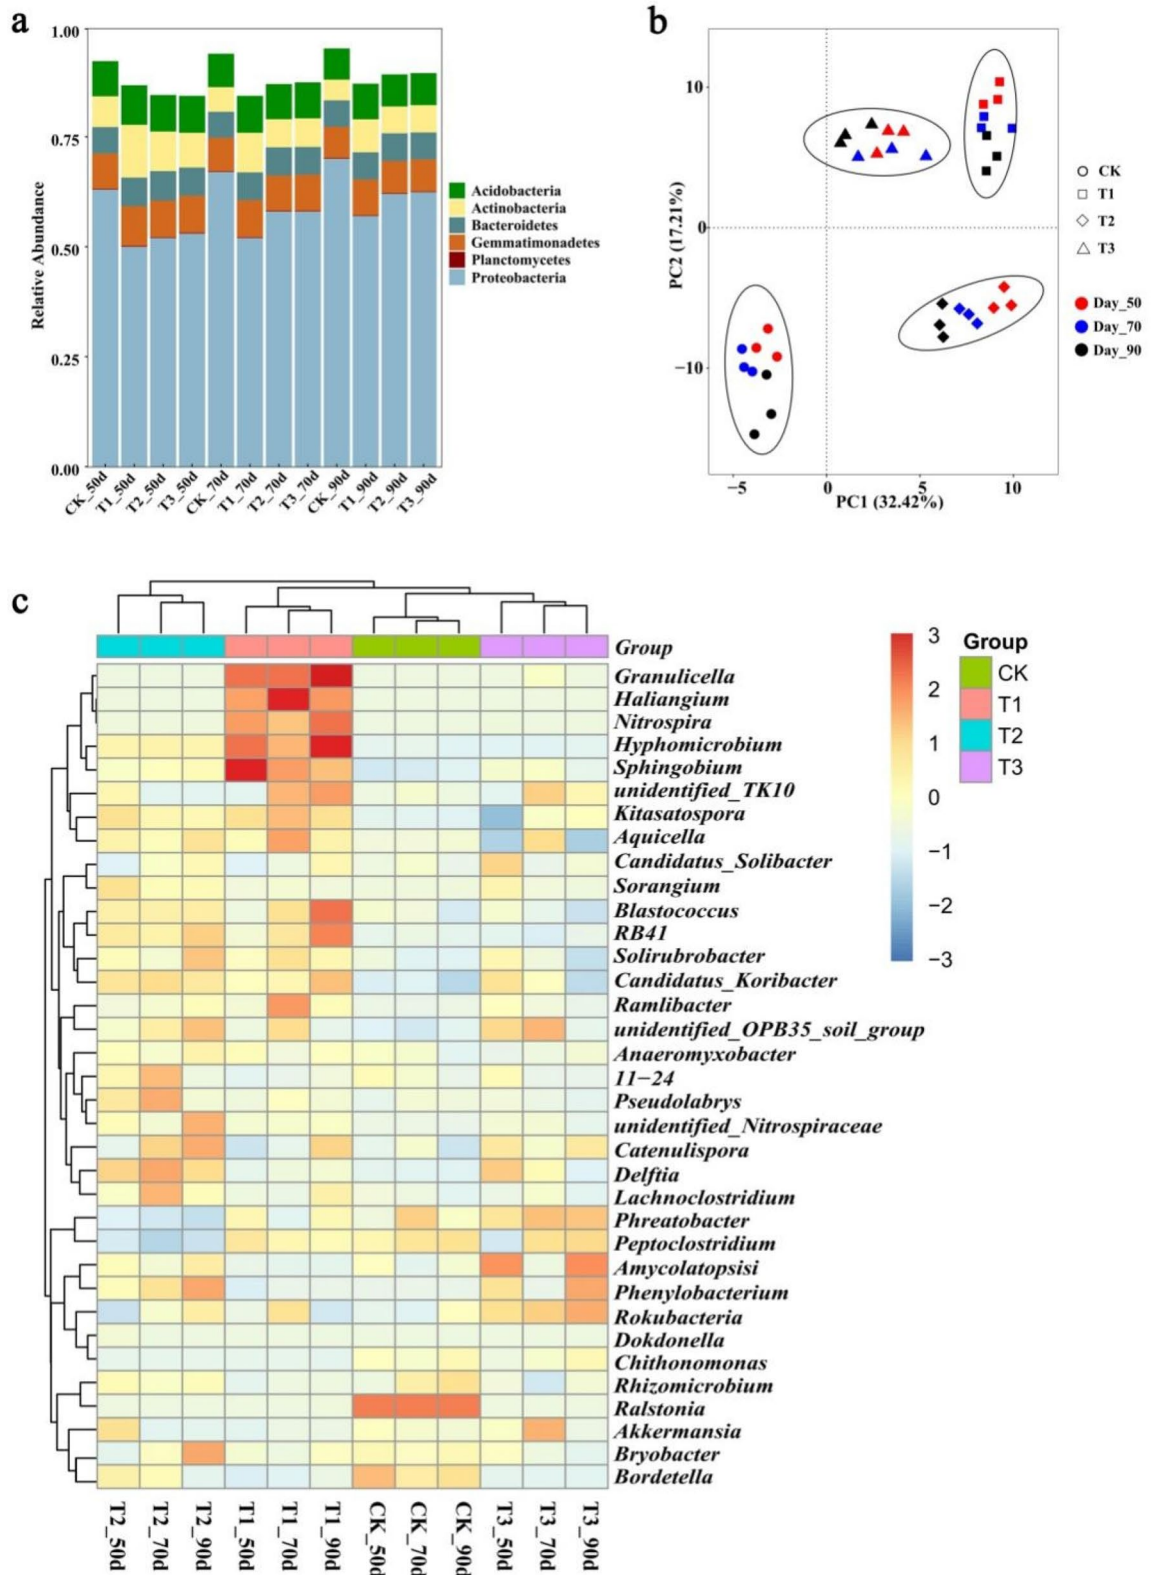 a
1.00
0.75
0.50
0.25
0.00
Relative Abundance
CK_50d
T1_50d
T2_50d
T3_50d
CK_70d
T1_70d
T2_70d
T3_70d
CK_90d
T1_90d
T2_90d
T3_90d
Acidobacteria
Actinobacteria
Bacteroidetes
Gemmatimonadetes
Planctomycetes
Proteobacteria
b
10
0
−10
PC2 (17.21%)
−5
0
5
10
PC1 (32.42%)
CK
T1
T2
T3
Day_50
Day_70
Day_90
c
Group
Granulicella
Haliangium
Nitrospira
Hyphomicrobium
Sphingobium
unidentified_TK10
Kitasatospora
Aquicella
Candidatus_Solibacter
Sorangium
Blastococcus
RB41
Solirubrobacter
Candidatus_Koribacter
Ramlibacter
unidentified_OPB35_soil_group
Anaeromyxobacter
11−24
Pseudolabrys
unidentified_Nitrospiraceae
Catenulispora
Delftia
Lachnoclostridium
Phreatobacter
Peptoclostridium
Amycolatopsisi
Phenylobacterium
Rokubacteria
Dokdonella
Chithonomonas
Rhizomicrobium
Ralstonia
Akkermansia
Bryobacter
Bordetella
T2_50d
T2_70d
T2_90d
T1_50d
T1_70d
T1_90d
CK_50d
CK_70d
CK_90d
T3_50d
T3_70d
T3_90d
3
2
1
0
−1
−2
−3
Group
CK
T1
T2
T3